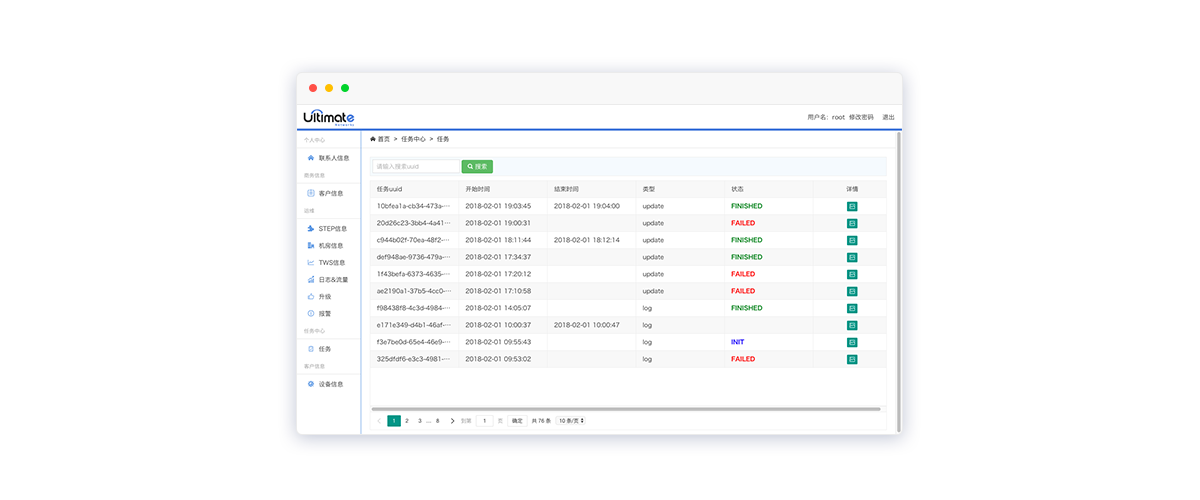 Ultimate
Networks
用户名：root 修改密码 退出
个人中心
联系人信息
商务信息
客户信息
运维
STEP信息
机房信息
TWS信息
日志&流量
升级
报警
任务中心
任务
客户信息
设备信息
首页 > 任务中心 > 任务
请输入搜索uuid 搜索
任务uuid 开始时间 结束时间 类型 状态 详情
10bfea1a-cb34-473a-… 2018-02-01 19:03:45 2018-02-01 19:04:00 update FINISHED
20d26c23-3bb4-4a41… 2018-02-01 19:00:31 update FAILED
c944b02f-70ea-48f2-… 2018-02-01 18:11:44 2018-02-01 18:12:14 update FINISHED
def948ae-9736-479a-… 2018-02-01 17:34:37 update FINISHED
1f43befa-6373-4635-… 2018-02-01 17:20:12 update FAILED
ae2190a1-37b5-4cc0-… 2018-02-01 17:10:58 update FAILED
f98438f8-4c3d-4984-… 2018-02-01 14:05:07 log FINISHED
e171e349-d4b1-46af-… 2018-02-01 10:00:37 2018-02-01 10:00:47 log
f3e7be0d-65e4-46e9-… 2018-02-01 09:55:43 log INIT
325dfdf6-e3c3-4981-… 2018-02-01 09:53:02 log FAILED
1 2 3 … 8 到第 1 页 确定 共 76 条 10 条/页